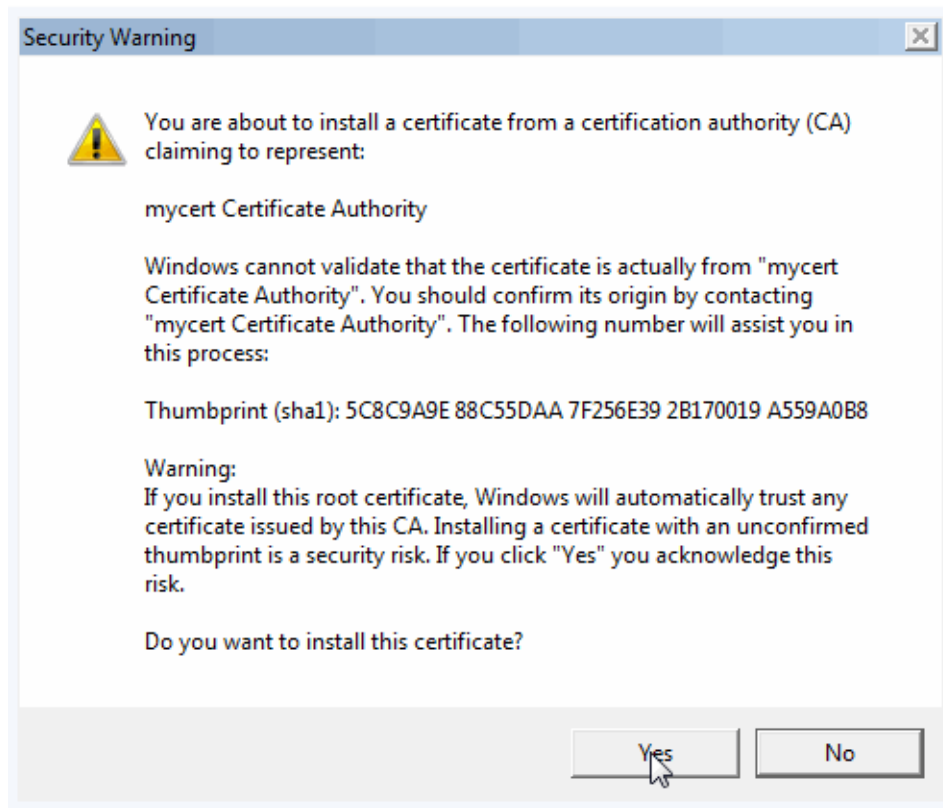 Security Warning
You are about to install a certificate from a certification authority (CA)
claiming to represent:
mycert Certificate Authority
Windows cannot validate that the certificate is actually from "mycert
Certificate Authority". You should confirm its origin by contacting
"mycert Certificate Authority". The following number will assist you in
this process:
Thumbprint (sha1): 5C8C9A9E 88C55DAA 7F256E39 2B170019 A559A0B8
Warning:
If you install this root certificate, Windows will automatically trust any
certificate issued by this CA. Installing a certificate with an unconfirmed
thumbprint is a security risk. If you click "Yes" you acknowledge this
risk.
Do you want to install this certificate?
Yes
No